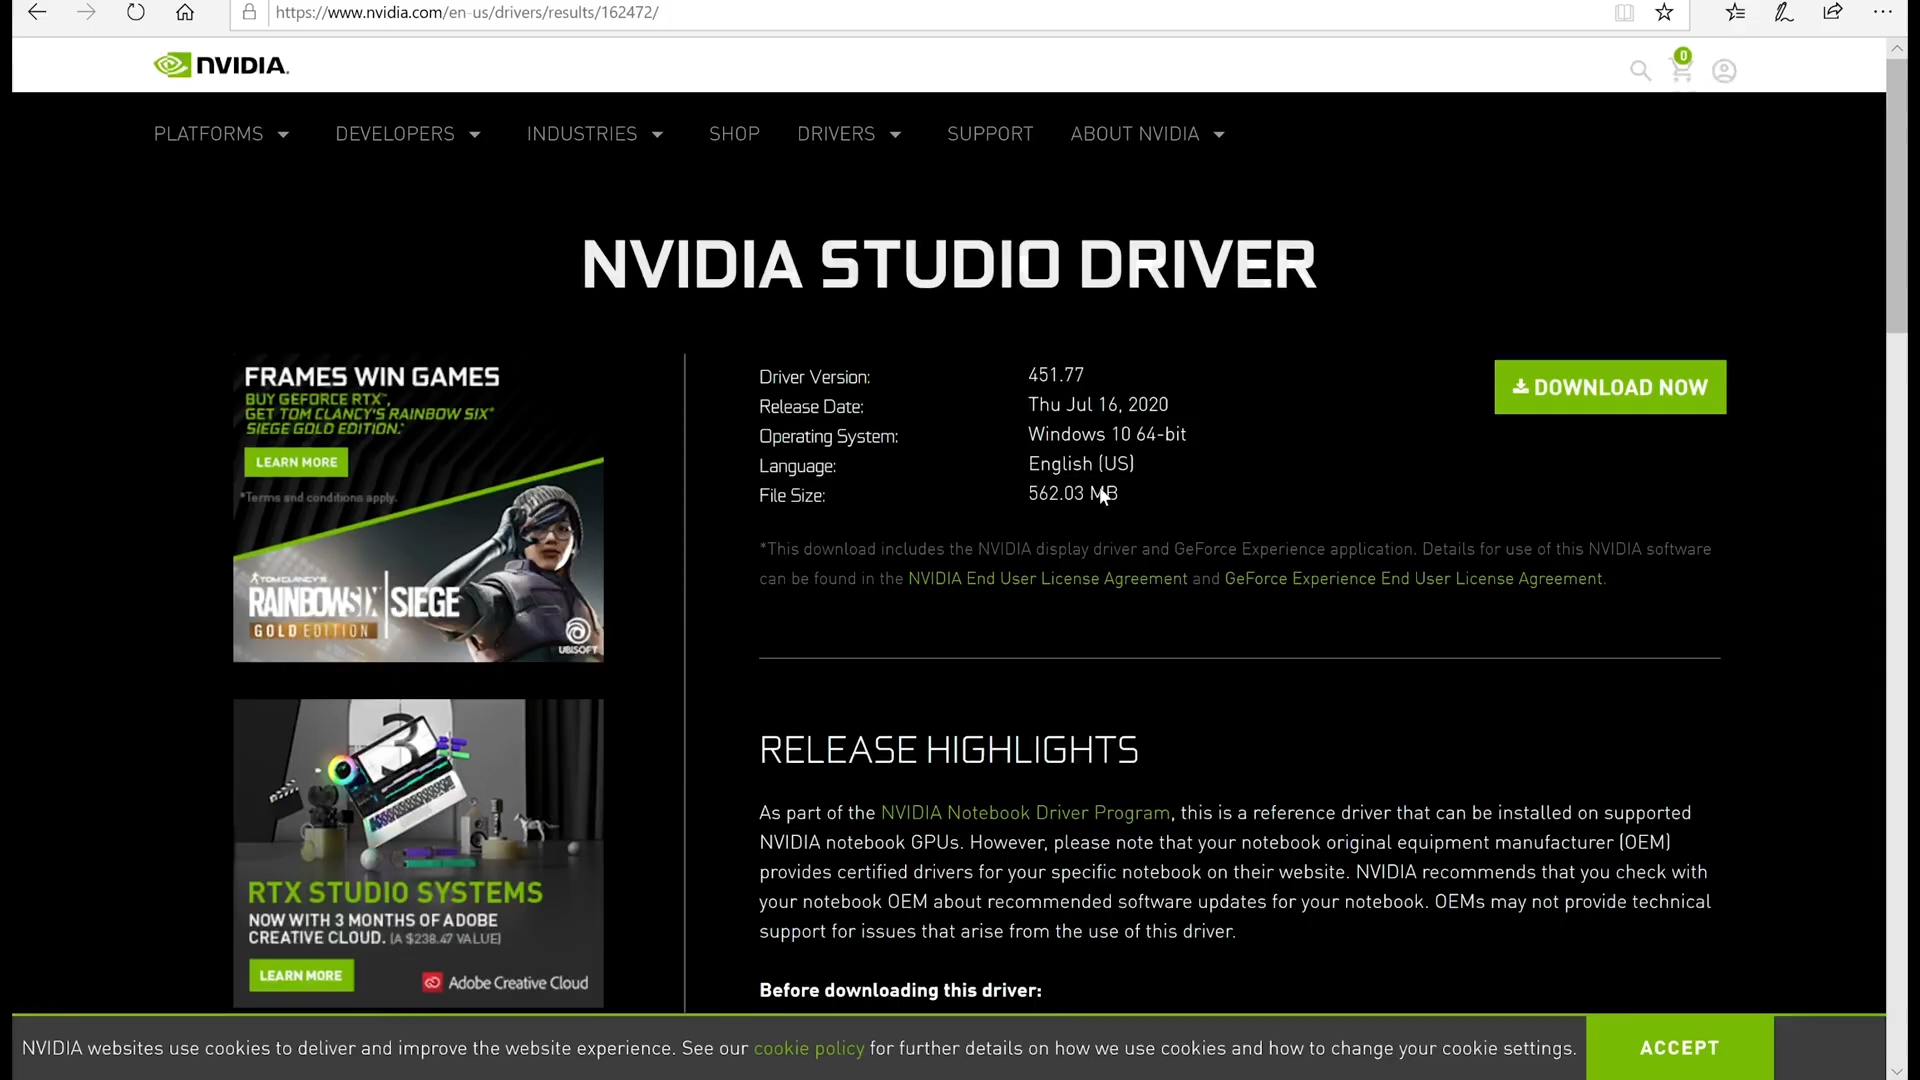 https://www.nvidia.com/en-us/drivers/results/162472/
NVIDIA.
0
PLATFORMS DEVELOPERS INDUSTRIES SHOP DRIVERS SUPPORT ABOUT NVIDIA
NVIDIA STUDIO DRIVER
FRAMES WIN GAMES
BUY GEFORCE RTX™,
GET TOM CLANCY'S RAINBOW SIX®
SIEGE GOLD EDITION.*
LEARN MORE
*Terms and conditions apply.
TOM CLANCY'S
RAINBOW SIX | SIEGE
GOLD EDITION
UBISOFT
3
RTX STUDIO SYSTEMS
NOW WITH 3 MONTHS OF ADOBE
CREATIVE CLOUD. (A $238.47 VALUE)
LEARN MORE
Adobe Creative Cloud
Driver Version: 451.77
Release Date: Thu Jul 16, 2020
Operating System: Windows 10 64-bit
Language: English (US)
File Size: 562.03 MB
DOWNLOAD NOW
*This download includes the NVIDIA display driver and GeForce Experience application. Details for use of this NVIDIA software
can be found in the NVIDIA End User License Agreement and GeForce Experience End User License Agreement.
RELEASE HIGHLIGHTS
As part of the NVIDIA Notebook Driver Program, this is a reference driver that can be installed on supported
NVIDIA notebook GPUs. However, please note that your notebook original equipment manufacturer (OEM)
provides certified drivers for your specific notebook on their website. NVIDIA recommends that you check with
your notebook OEM about recommended software updates for your notebook. OEMs may not provide technical
support for issues that arise from the use of this driver.
Before downloading this driver:
NVIDIA websites use cookies to deliver and improve the website experience. See our cookie policy for further details on how we use cookies and how to change your cookie settings.
ACCEPT